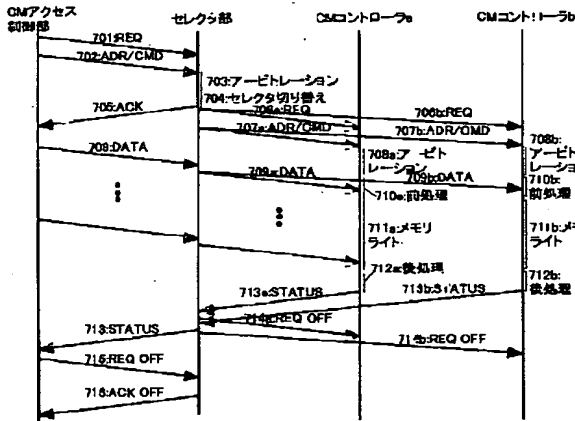 CMアクセス
制御部
セレクタ部
CMコントローラa
CMコントローラb
701:REQ
702:ADR/CMD
703:アービトレーション
704:セレクタ切り替え
705:ACK
706a:REQ
706b:REQ
707a:ADR/CMD
707b:ADR/CMD
708:DATA
708a:アービト
レーション
708b:
アービト
レーション
709a:DATA
709b:DATA
710a:前処理
710b:
前処理
711a:メモリ
ライト
711b:メモ
ライト
712a:後処理
712b:
後処理
713a:STATUS
713b:STATUS
714a:REQ OFF
713:STATUS
714b:REQ OFF
715:REQ OFF
716:ACK OFF